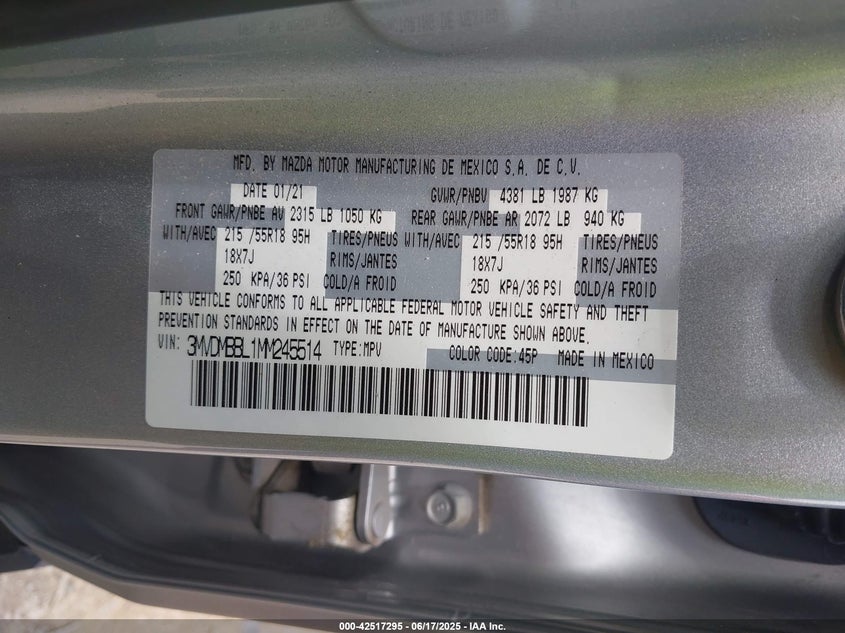 MFD. BY MAZDA MOTOR MANUFACTURING DE MEXICO S.A. DE C.V.
DATE 01/21 GVWR/PNBV 4381 LB 1987 KG
FRONT GAWR/PNBE AV 2315 LB 1050 KG REAR GAWR/PNBE AR 2072 LB 940 KG
WITH/AVEC 215 /55R18 95H TIRES/PNEUS WITH/AVEC 215 /55R18 95H TIRES/PNEUS
18X7J RIMS/JANTES 18X7J RIMS/JANTES
250 KPA/36 PSI COLD/A FROID 250 KPA/36 PSI COLD/A FROID
THIS VEHICLE CONFORMS TO ALL APPLICABLE FEDERAL MOTOR VEHICLE SAFETY AND THEFT
PREVENTION STANDARDS IN EFFECT ON THE DATE OF MANUFACTURE SHOWN ABOVE.
VIN: 3MVDMBBL1MM245514 TYPE:MPV COLOR CODE:45P MADE IN MEXICO
000-42517295 - 06/17/2025 - IAA Inc.